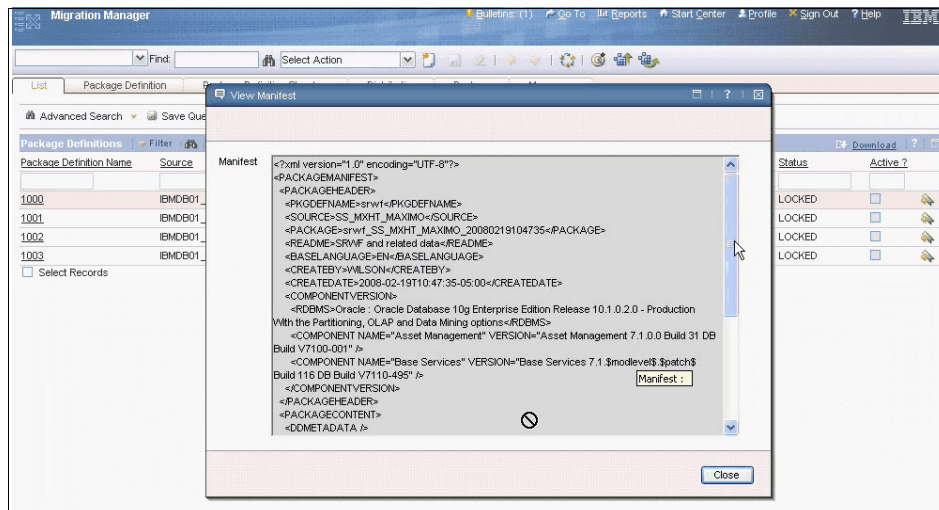 Migration Manager
Bulletins: (1) Go To Reports Start Center Profile Sign Out ? Help IBM
Find: Select Action
List Package Definition
View Manifest ?
Advanced Search Save Que
Package Definitions Filter Download ?
Package Definition Name Source Status Active ?
1000 IBMDB01_ LOCKED
1001 IBMDB01_ LOCKED
1002 IBMDB01_ LOCKED
1003 IBMDB01_ LOCKED
Select Records
Manifest
<?xml version="1.0" encoding="UTF-8"?>
<PACKAGEMANIFEST>
<PACKAGEHEADER>
<PKGDEFNAME>srwf</PKGDEFNAME>
<SOURCE>SS_MXHT_MAXIMO</SOURCE>
<PACKAGE>srwf_SS_MXHT_MAXIMO_20080219104735</PACKAGE>
<README>SRWF and related data</README>
<BASELANGUAGE>EN</BASELANGUAGE>
<CREATEBY>WILSON</CREATEBY>
<CREATEDATE>2008-02-19T10:47:35-05:00</CREATEDATE>
<COMPONENTVERSION>
<RDBMS>Oracle : Oracle Database 10g Enterprise Edition Release 10.1.0.2.0 - Production
With the Partitioning, OLAP and Data Mining options</RDBMS>
<COMPONENT NAME="Asset Management" VERSION="Asset Management 7.1.0.0 Build 31 DB
Build V7100-001" />
<COMPONENT NAME="Base Services" VERSION="Base Services 7.1.$modlevel$.$patch$
Build 116 DB Build V7110-495" />
</COMPONENTVERSION>
</PACKAGEHEADER>
<PACKAGECONTENT>
<DDMETADATA />
Manifest :
Close